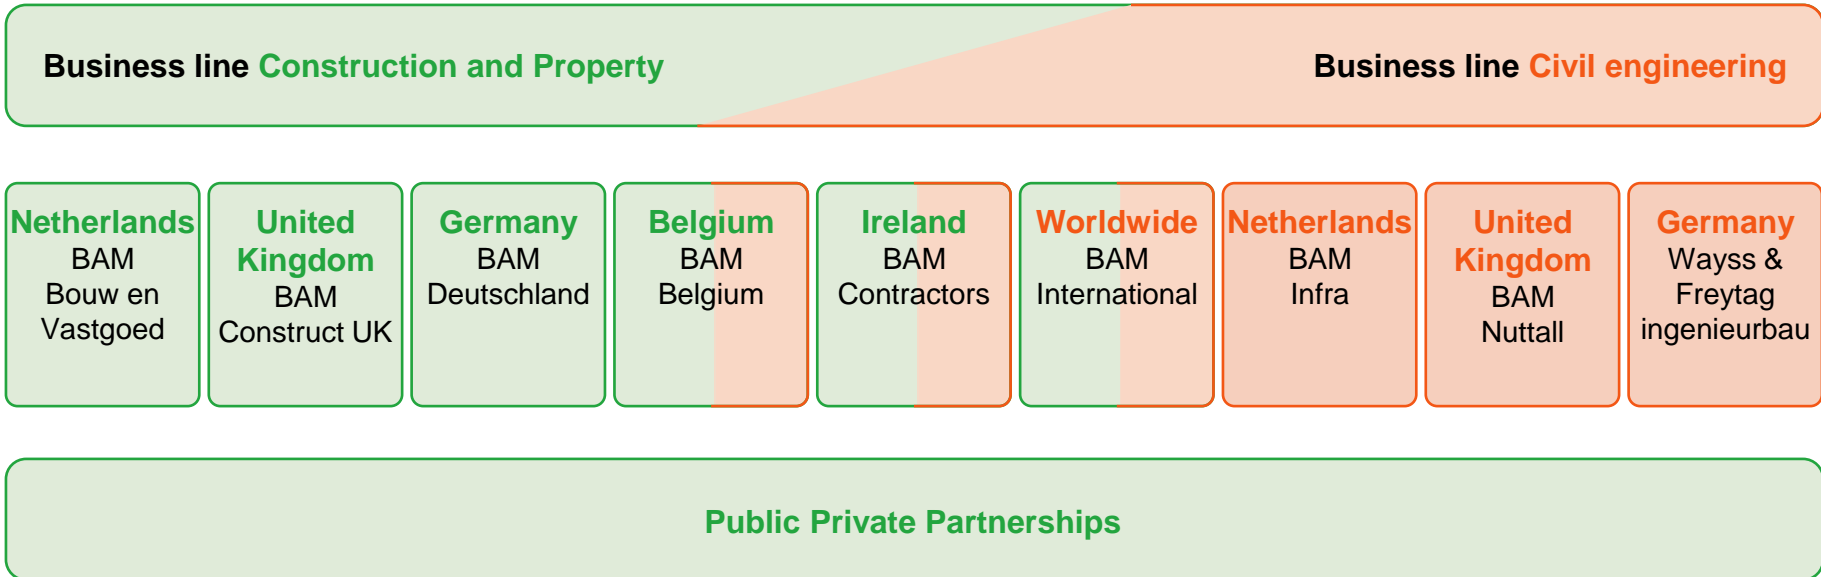 Business line Construction and Property
Business line Civil engineering
Netherlands
BAM
Bouw en
Vastgoed
United
Kingdom
BAM
Construct UK
Germany
BAM
Deutschland
Belgium
BAM
Belgium
Ireland
BAM
Contractors
Worldwide
BAM
International
Netherlands
BAM
Infra
United
Kingdom
BAM
Nuttall
Germany
Wayss &
Freytag
ingenieurbau
Public Private Partnerships